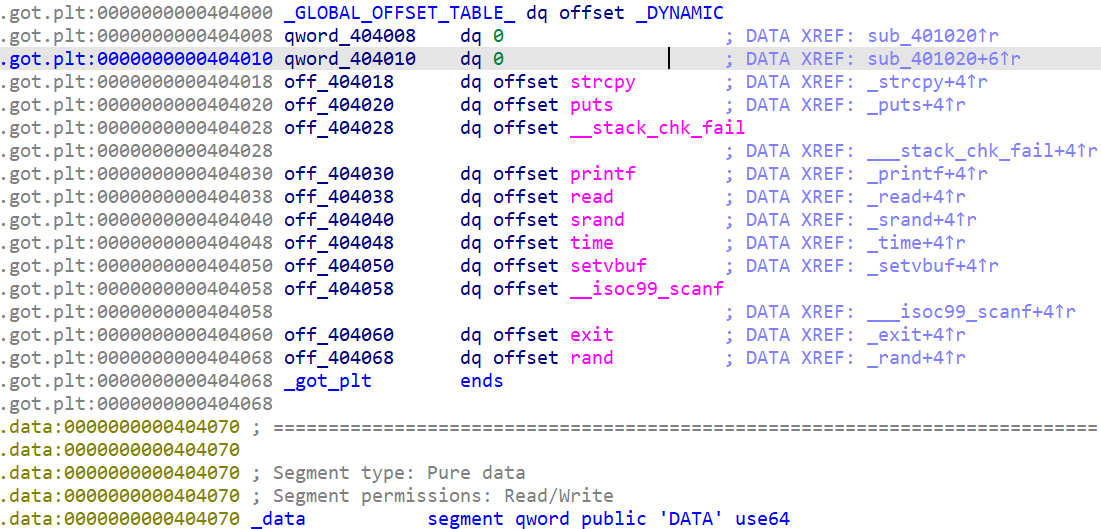 .got.plt:0000000000404000 _GLOBAL_OFFSET_TABLE_ dq offset _DYNAMIC
.got.plt:0000000000404008 qword_404008 dq 0 ; DATA XREF: sub_401020↑r
.got.plt:0000000000404010 qword_404010 dq 0 ; DATA XREF: sub_401020+6↑r
.got.plt:0000000000404018 off_404018 dq offset strcpy ; DATA XREF: _strcpy+4↑r
.got.plt:0000000000404020 off_404020 dq offset puts ; DATA XREF: _puts+4↑r
.got.plt:0000000000404028 off_404028 dq offset __stack_chk_fail
.got.plt:0000000000404028 ; DATA XREF: ___stack_chk_fail+4↑r
.got.plt:0000000000404030 off_404030 dq offset printf ; DATA XREF: _printf+4↑r
.got.plt:0000000000404038 off_404038 dq offset read ; DATA XREF: _read+4↑r
.got.plt:0000000000404040 off_404040 dq offset srand ; DATA XREF: _srand+4↑r
.got.plt:0000000000404048 off_404048 dq offset time ; DATA XREF: _time+4↑r
.got.plt:0000000000404050 off_404050 dq offset setvbuf ; DATA XREF: _setvbuf+4↑r
.got.plt:0000000000404058 off_404058 dq offset __isoc99_scanf
.got.plt:0000000000404058 ; DATA XREF: ___isoc99_scanf+4↑r
.got.plt:0000000000404060 off_404060 dq offset exit ; DATA XREF: _exit+4↑r
.got.plt:0000000000404068 off_404068 dq offset rand ; DATA XREF: _rand+4↑r
.got.plt:0000000000404068 _got_plt ends
.got.plt:0000000000404068
.data:0000000000404070 ; ===========================================================================
.data:0000000000404070
.data:0000000000404070 ; Segment type: Pure data
.data:0000000000404070 ; Segment permissions: Read/Write
.data:0000000000404070 _data segment qword public 'DATA' use64